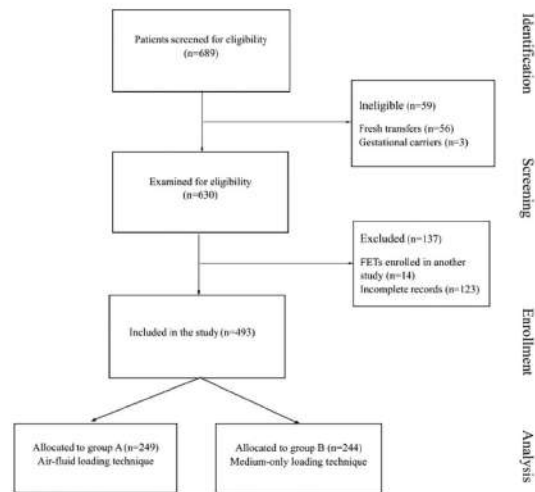 Patients screened for eligibility
(n=689)
Identification
Ineligible (n=59)
Fresh transfers (n=56)
Gestational carriers (n=3)
Examined for eligibility
(n=630)
Screening
Excluded (n=137)
FETs enrolled in another
study (n=14)
Incomplete records (n=123)
Included in the study (n=493)
Enrollment
Allocated to group A (n=249)
Air-fluid loading technique
Allocated to group B (n=244)
Medium-only loading technique
Analysis